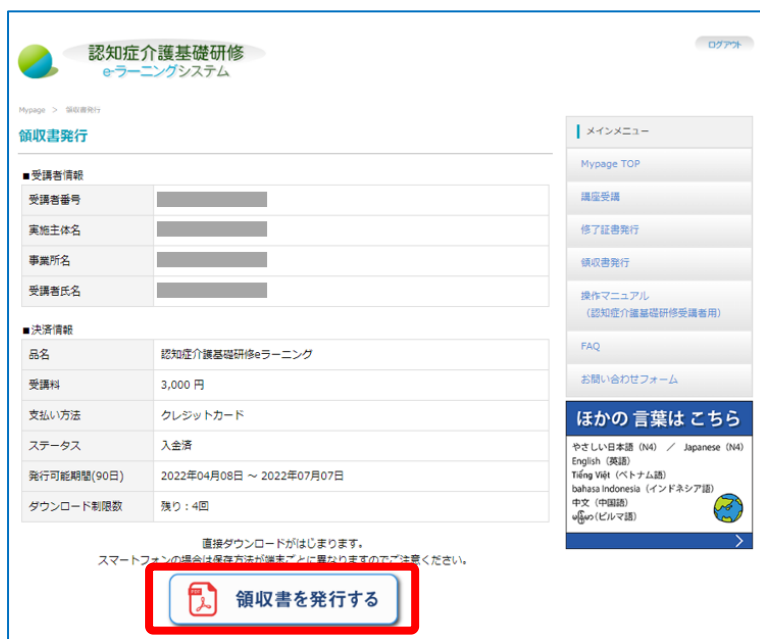 認知症介護基礎研修
e-ラーニングシステム
ログアウト
Mypage > 領収書発行
領収書発行
■受講者情報
受講者番号
実施主体名
事業所名
受講者氏名
■決済情報
品名 認知症介護基礎研修eラーニング
受講料 3,000 円
支払い方法 クレジットカード
ステータス 入金済
発行可能期間(90日) 2022年04月08日 ～ 2022年07月07日
ダウンロード制限数 残り：4回
直接ダウンロードがはじまります。
スマートフォンの場合は保存方法が端末ごとに異なりますのでご注意ください。
PDF
領収書を発行する
メインメニュー
Mypage TOP
講座受講
修了証書発行
領収書発行
操作マニュアル
（認知症介護基礎研修受講者用）
FAQ
お問い合わせフォーム
ほかの 言葉は こちら
やさしい日本語（N4） ／ Japanese（N4）
English（英語）
Tiếng Việt（ベトナム語）
bahasa Indonesia（インドネシア語）
中文（中国語）
မြန်မာ（ビルマ語）